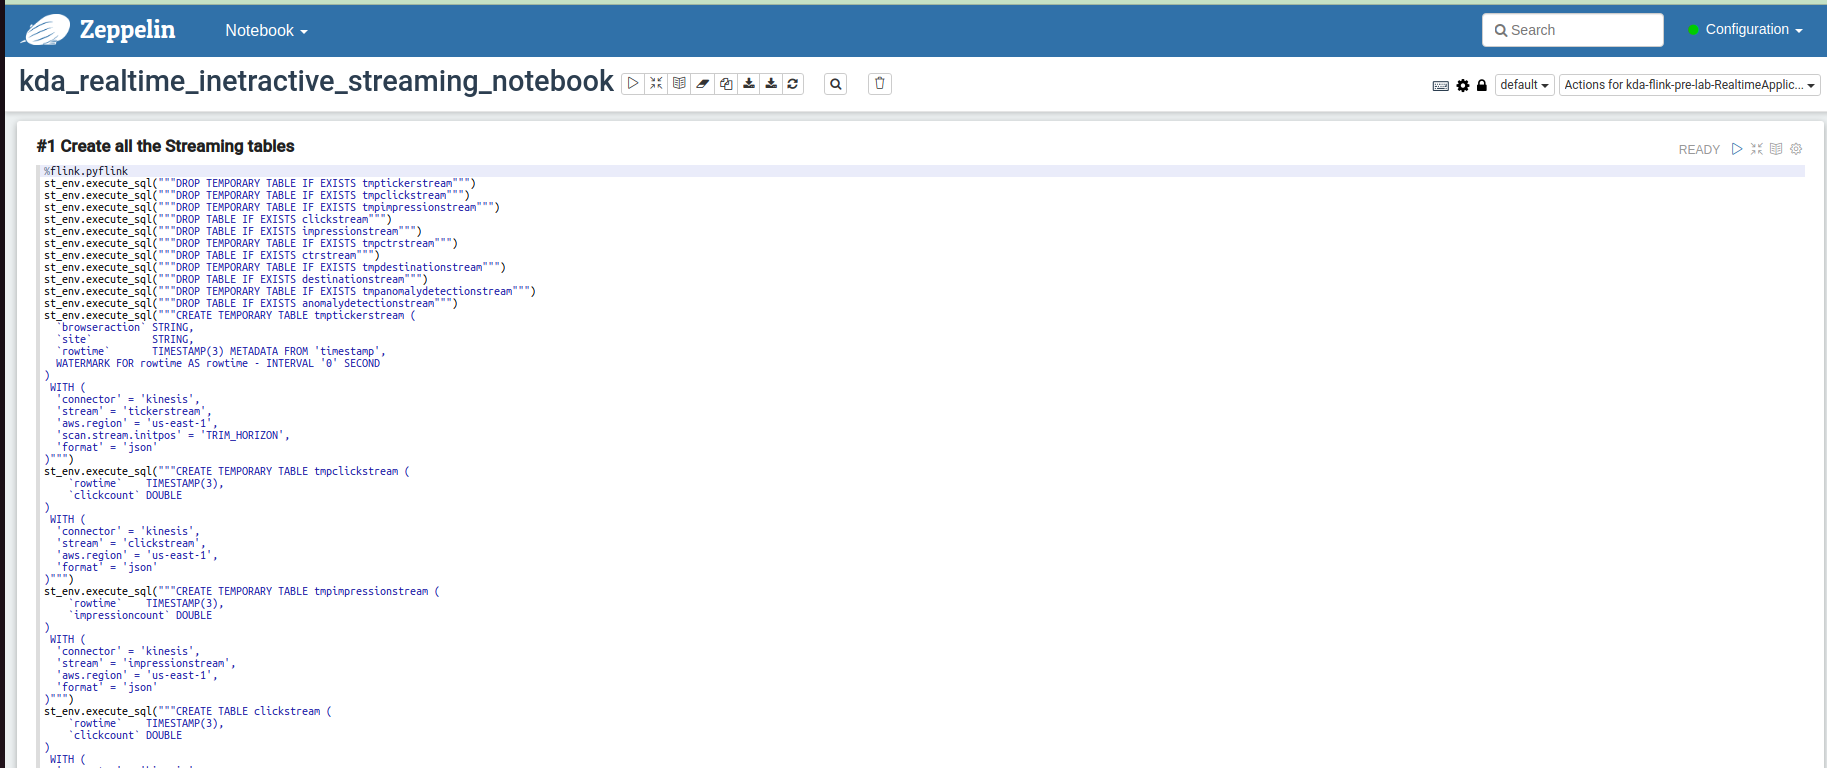 Zeppelin
Notebook
Search
Configuration
kda_realtime_inetractive_streaming_notebook
default
Actions for kda-flink-pre-lab-RealtimeApplic...
#1 Create all the Streaming tables
READY
%flink.pyflink
st_env.execute_sql("""DROP TEMPORARY TABLE IF EXISTS tmptickerstream""")
st_env.execute_sql("""DROP TEMPORARY TABLE IF EXISTS tmpclickstream""")
st_env.execute_sql("""DROP TEMPORARY TABLE IF EXISTS tmpimpressionstream""")
st_env.execute_sql("""DROP TABLE IF EXISTS clickstream""")
st_env.execute_sql("""DROP TABLE IF EXISTS impressionstream""")
st_env.execute_sql("""DROP TEMPORARY TABLE IF EXISTS tmpctrstream""")
st_env.execute_sql("""DROP TABLE IF EXISTS ctrstream""")
st_env.execute_sql("""DROP TEMPORARY TABLE IF EXISTS tmpdestinationstream""")
st_env.execute_sql("""DROP TABLE IF EXISTS destinationstream""")
st_env.execute_sql("""DROP TEMPORARY TABLE IF EXISTS tmpanomalydetectionstream""")
st_env.execute_sql("""DROP TABLE IF EXISTS anomalydetectionstream""")
st_env.execute_sql("""CREATE TEMPORARY TABLE tmptickerstream (
`browseraction` STRING,
`site` STRING,
`rowtime` TIMESTAMP(3) METADATA FROM 'timestamp',
WATERMARK FOR rowtime AS rowtime - INTERVAL '0' SECOND
)
WITH (
'connector' = 'kinesis',
'stream' = 'tickerstream',
'aws.region' = 'us-east-1',
'scan.stream.initpos' = 'TRIM_HORIZON',
'format' = 'json'
)""")
st_env.execute_sql("""CREATE TEMPORARY TABLE tmpclickstream (
`rowtime` TIMESTAMP(3),
`clickcount` DOUBLE
)
WITH (
'connector' = 'kinesis',
'stream' = 'clickstream',
'aws.region' = 'us-east-1',
'format' = 'json'
)""")
st_env.execute_sql("""CREATE TEMPORARY TABLE tmpimpressionstream (
`rowtime` TIMESTAMP(3),
`impressioncount` DOUBLE
)
WITH (
'connector' = 'kinesis',
'stream' = 'impressionstream',
'aws.region' = 'us-east-1',
'format' = 'json'
)""")
st_env.execute_sql("""CREATE TABLE clickstream (
`rowtime` TIMESTAMP(3),
`clickcount` DOUBLE
)
WITH (